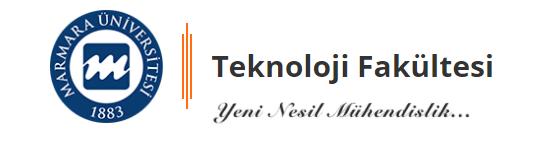 MARMARA ÜNİVERSİTESİ
m
1883
Teknoloji Fakültesi
Yeni Nesil Mühendislik...